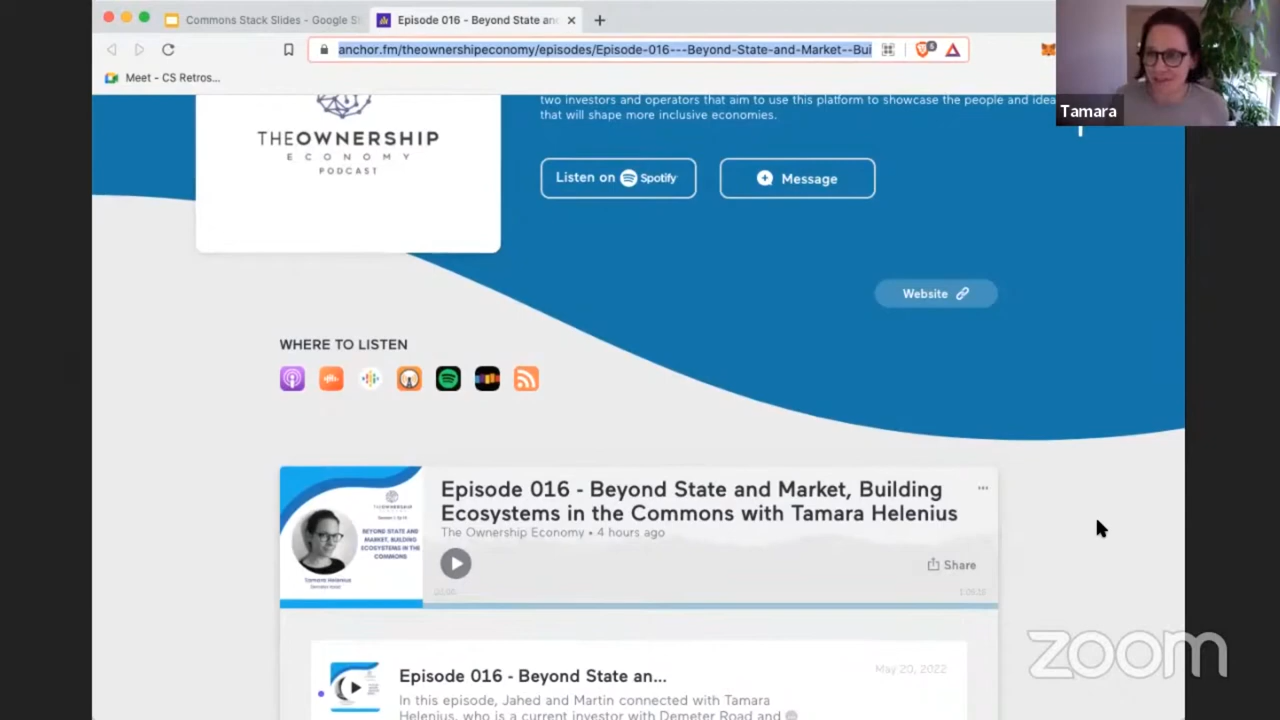 Commons Stack Slides - Google S
Episode 016 - Beyond State an
anchor.fm/theownershipeconomy/episodes/Episode-016---Beyond-State-and-Market--Bui
6
Meet - CS Retros...
Tamara
two investors and operators that aim to use this platform to showcase the people and idea
that will shape more inclusive economies.
THEOWNERSHIP
ECONOMY
PODCAST
Listen on Spotify
Message
Website
WHERE TO LISTEN
Episode 016 - Beyond State and Market, Building
Ecosystems in the Commons with Tamara Helenius
The Ownership Economy • 4 hours ago
BEYOND STATE AND
MARKET, BUILDING
ECOSYSTEMS IN THE
COMMONS
Tamara Helenius
Share
Episode 016 - Beyond State an...
May 20, 2022
In this episode, Jahed and Martin connected with Tamara
Helenius, who is a current investor with Demeter Road and
zoom